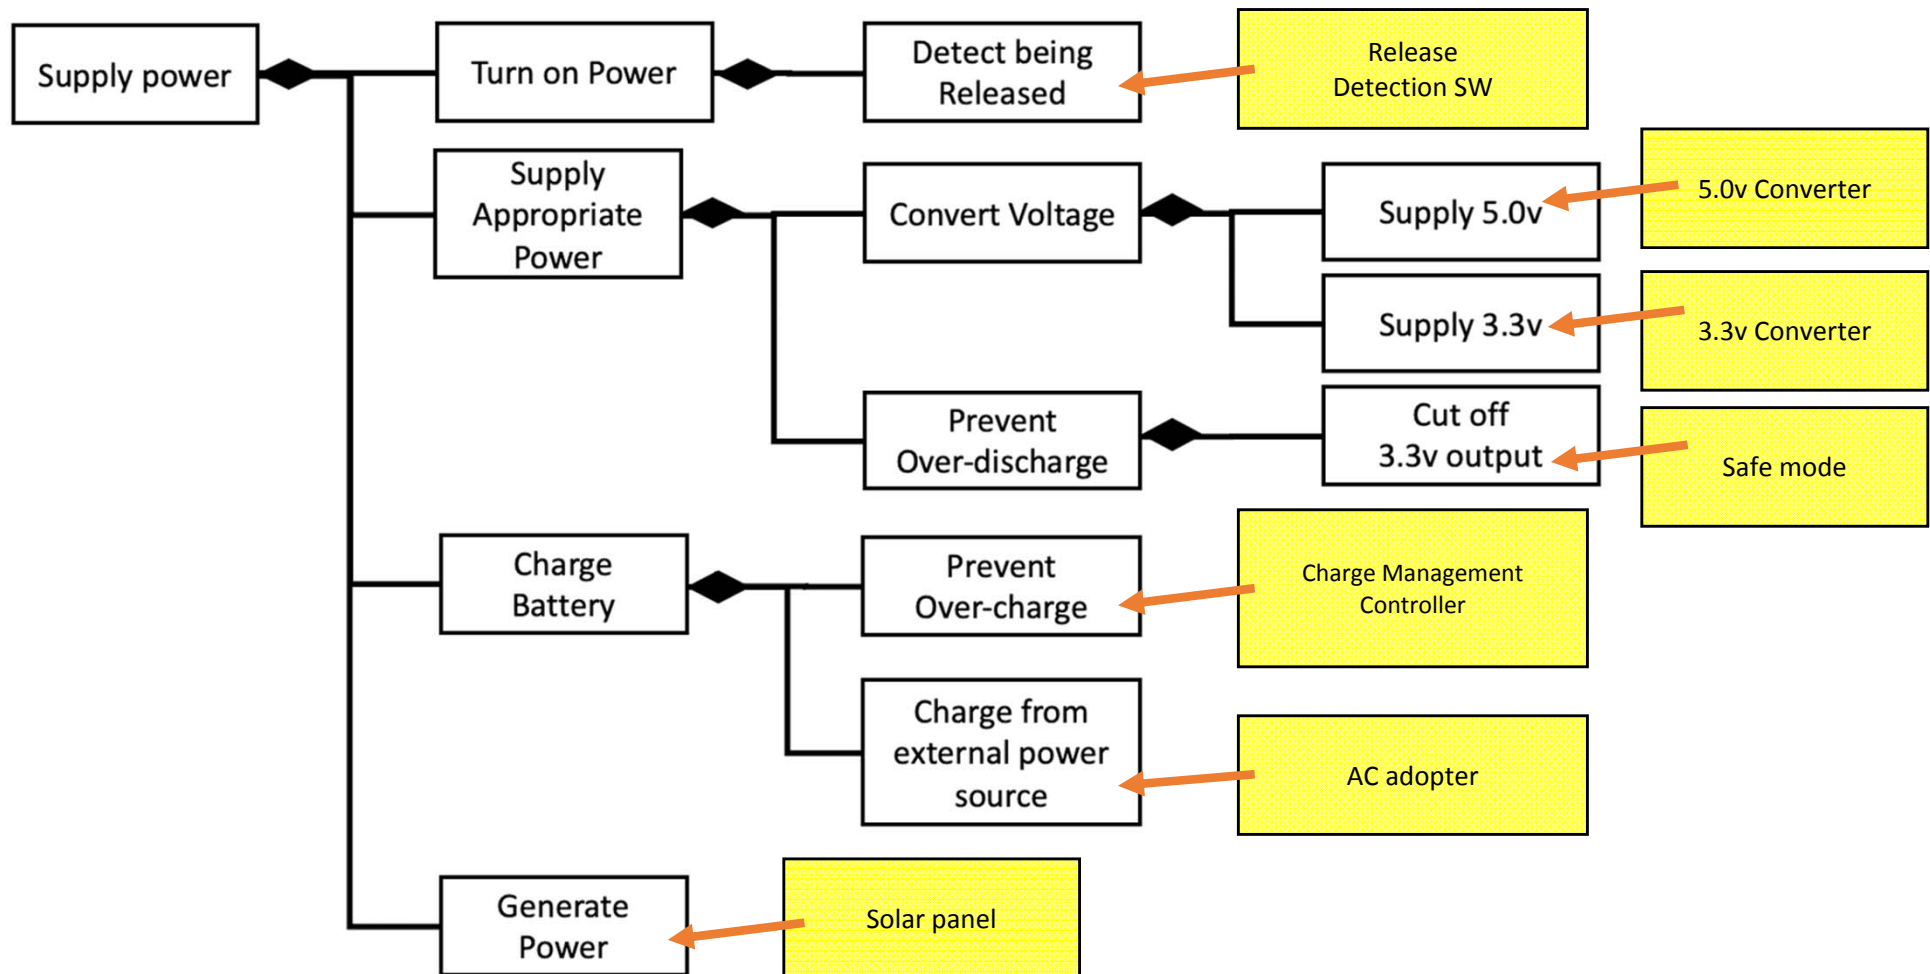 Supply power
Turn on Power
Detect being
Released
Release
Detection SW
Supply
Appropriate
Power
Convert Voltage
Supply 5.0v
5.0v Converter
Supply 3.3v
3.3v Converter
Prevent
Over-discharge
Cut off
3.3v output
Safe mode
Charge
Battery
Prevent
Over-charge
Charge Management
Controller
Charge from
external power
source
AC adopter
Generate
Power
Solar panel